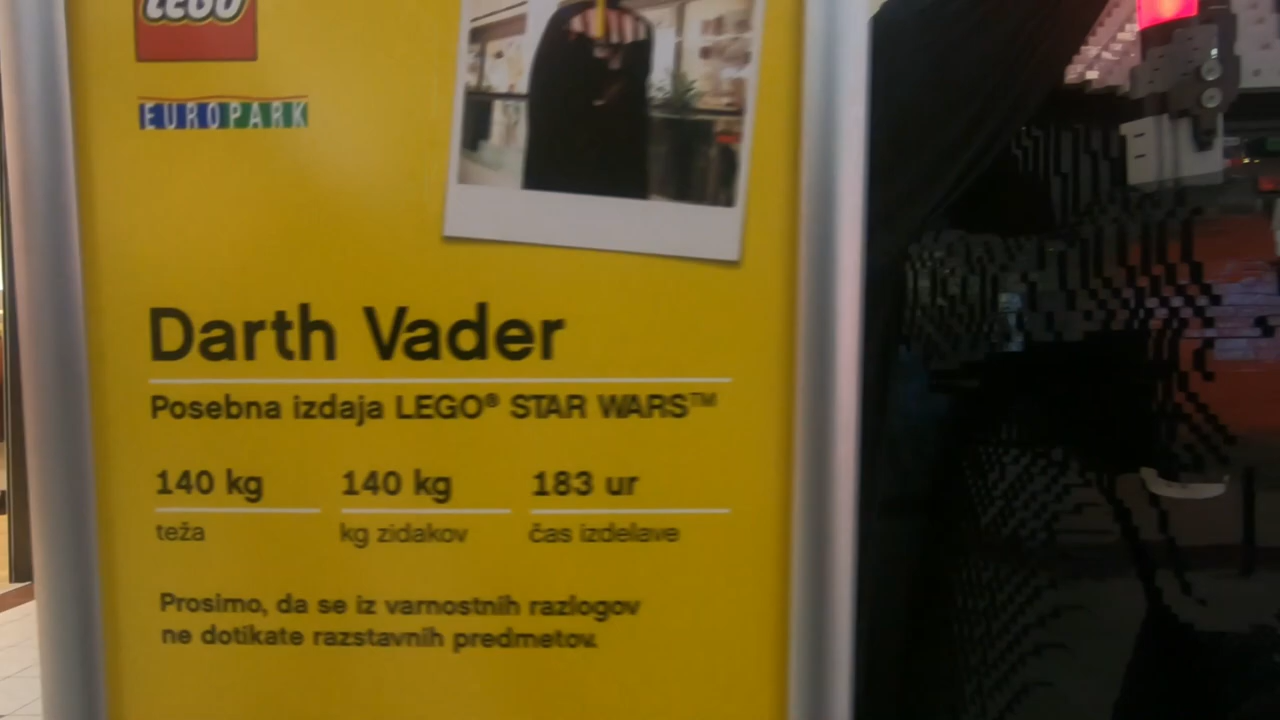 LEGO
EUROPARK
Darth Vader
Posebna izdaja LEGO® STAR WARS™
140 kg 140 kg 183 ur
teža kg zidakov čas izdelave
Prosimo, da se iz varnostnih razlogov
ne dotikate razstavnih predmetov.